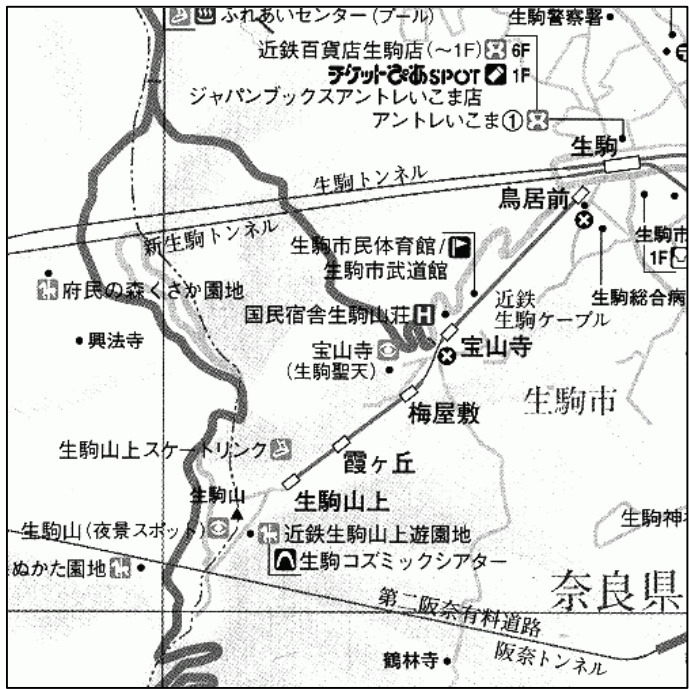 ふれあいセンター(プール)
生駒警察署
近鉄百貨店生駒店(〜1F) 6F
チケットぴあSPOT 1F
ジャパンブックスアントレいこま店
アントレいこま①
生駒
生駒トンネル
鳥居前
新生駒トンネル
生駒市民体育館/
生駒市武道館
生駒市
1F
府民の森くさか園地
近鉄
生駒ケーブル
生駒総合病
国民宿舎生駒山荘 H
興法寺
宝山寺
(生駒聖天)
宝山寺
梅屋敷
生駒市
生駒山上スケートリンク
霞ヶ丘
生駒山
生駒山上
生駒山(夜景スポット)
近鉄生駒山上遊園地
生駒神
生駒コズミックシアター
ぬかた園地
奈良県
第二阪奈有料道路
阪奈トンネル
鶴林寺